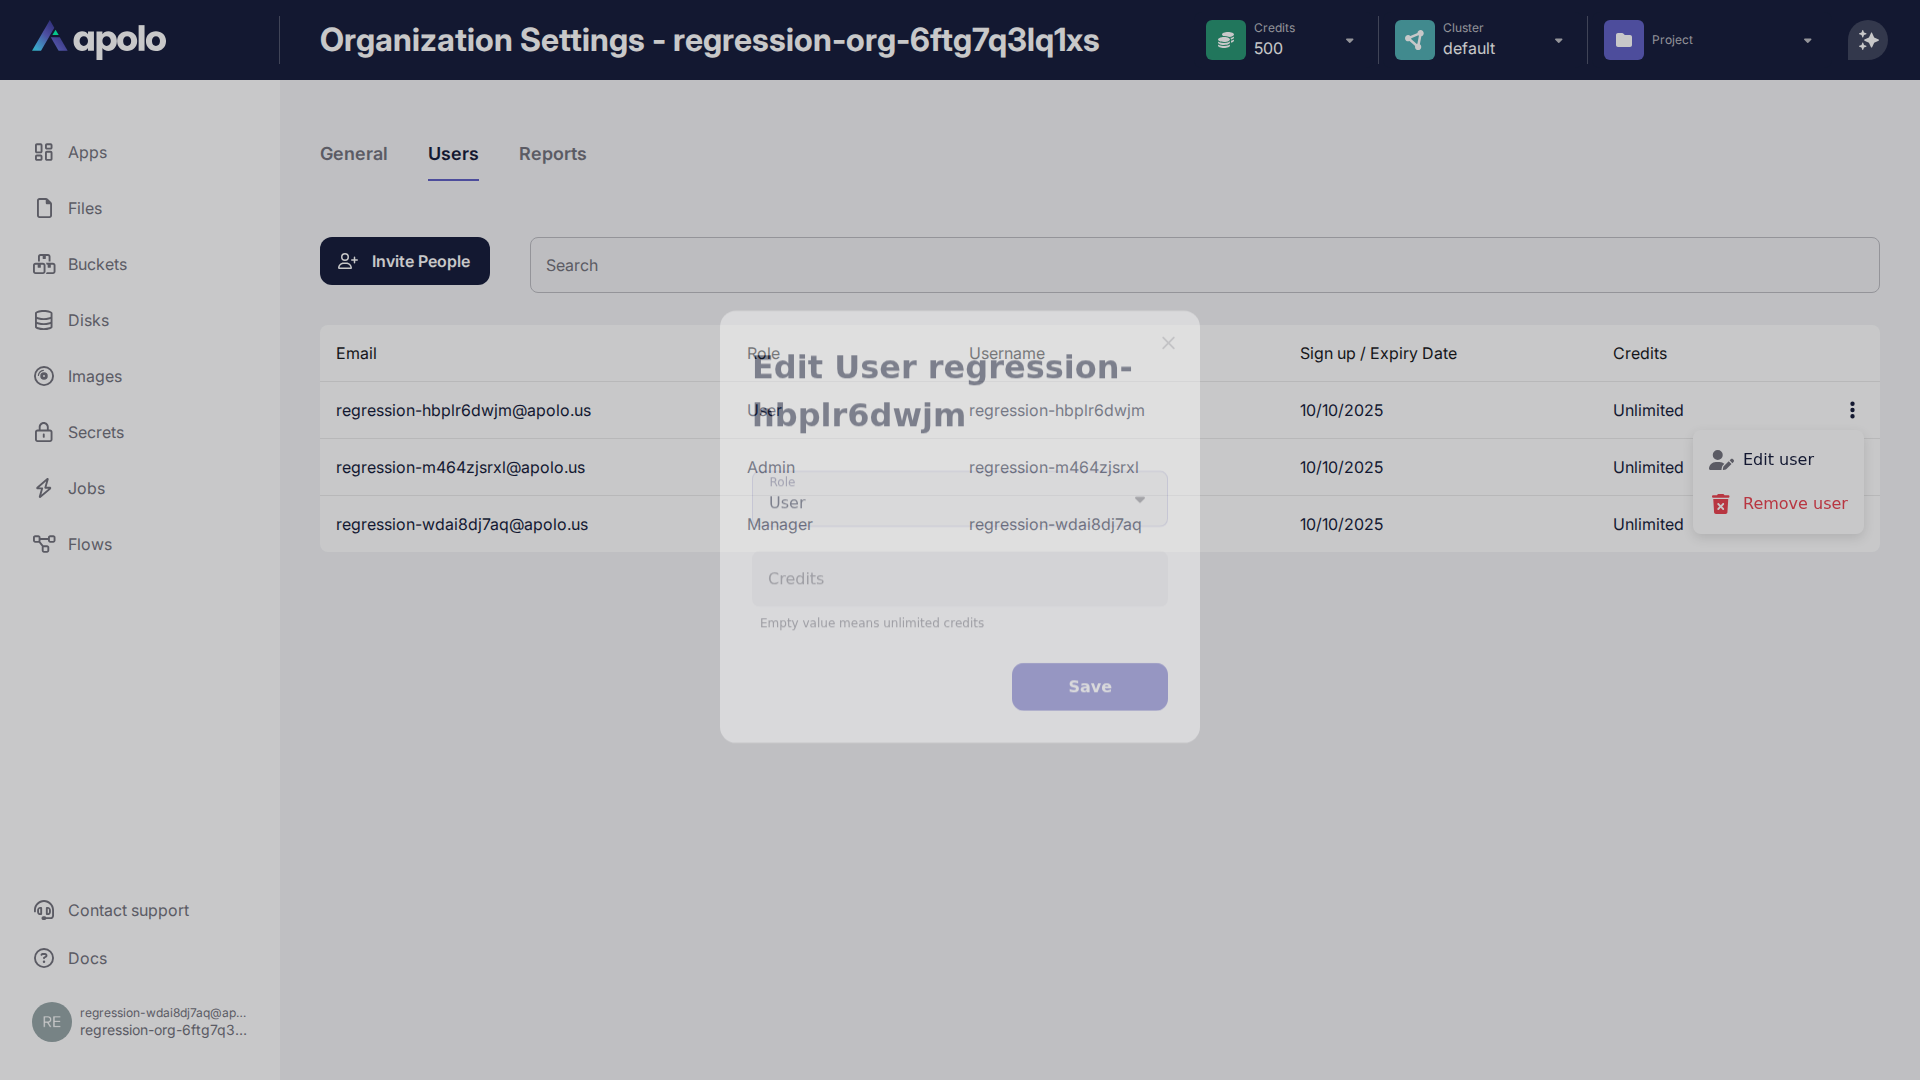 apolo
Organization Settings - regression-org-6ftg7q3lq1xs
Credits
500
Cluster
default
Project
Apps
Files
Buckets
Disks
Images
Secrets
Jobs
Flows
Contact support
Docs
RE
regression-wdai8dj7aq@ap...
regression-org-6ftg7q3...
General
Users
Reports
Invite People
Search
Email
Role
Username
Sign up / Expiry Date
Credits
regression-hbplr6dwjm@apolo.us
User
regression-hbplr6dwjm
10/10/2025
Unlimited
regression-m464zjsrxl@apolo.us
Admin
regression-m464zjsrxl
10/10/2025
Unlimited
regression-wdai8dj7aq@apolo.us
Manager
regression-wdai8dj7aq
10/10/2025
Unlimited
Edit user
Remove user
Edit User regression-
hbplr6dwjm
Role
User
Credits
Empty value means unlimited credits
Save